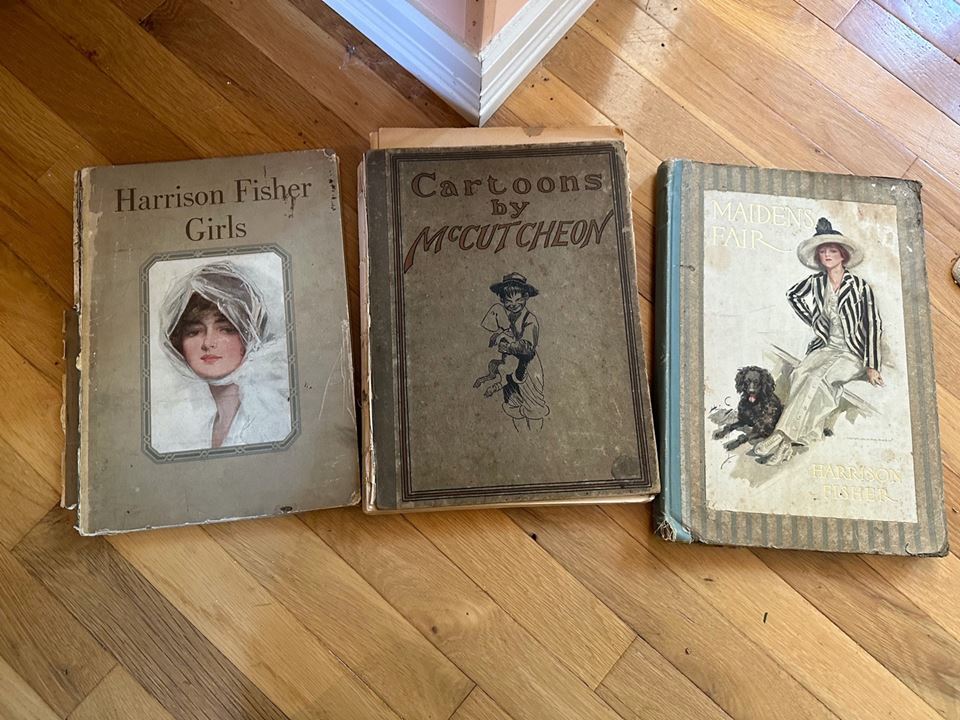 Harrison Fisher
Girls
Cartoons
by
McCUTCHEON
MAIDENS
FAIR
HARRISON
FISHER